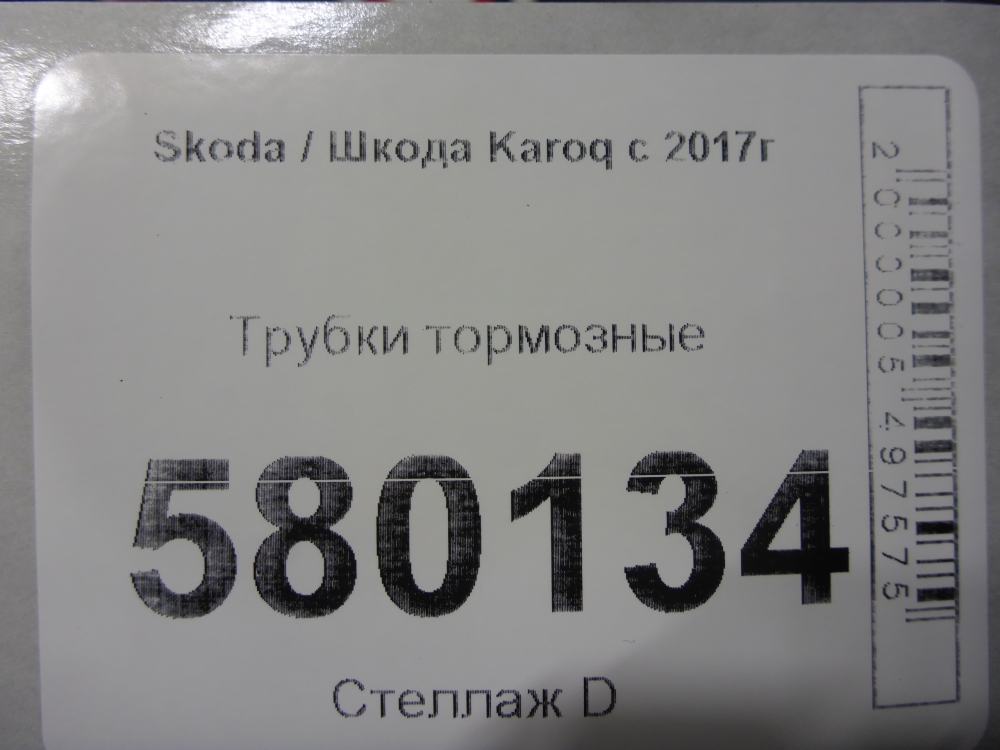 Skoda / Шкода Karoq с 2017г
Трубки тормозные
580134
Стеллаж D
2000005497575